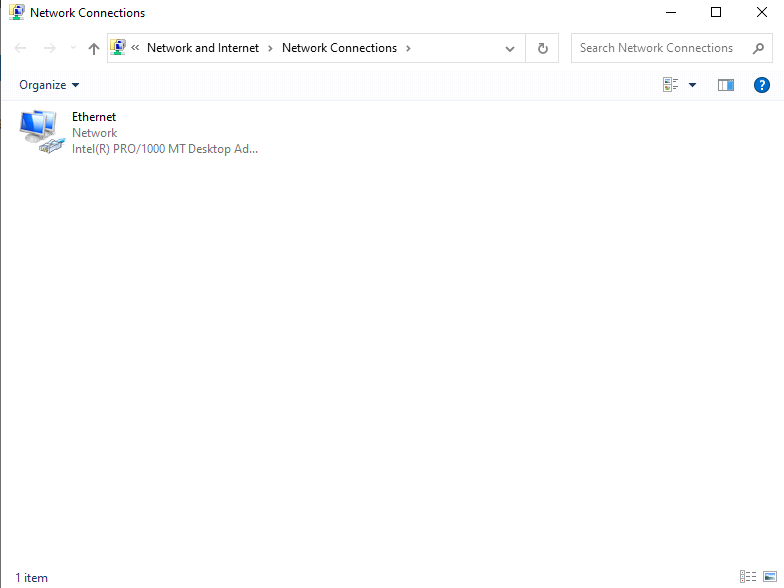 Network Connections
« Network and Internet > Network Connections >
Search Network Connections
Organize
?
Ethernet
Network
Intel(R) PRO/1000 MT Desktop Ad...
1 item